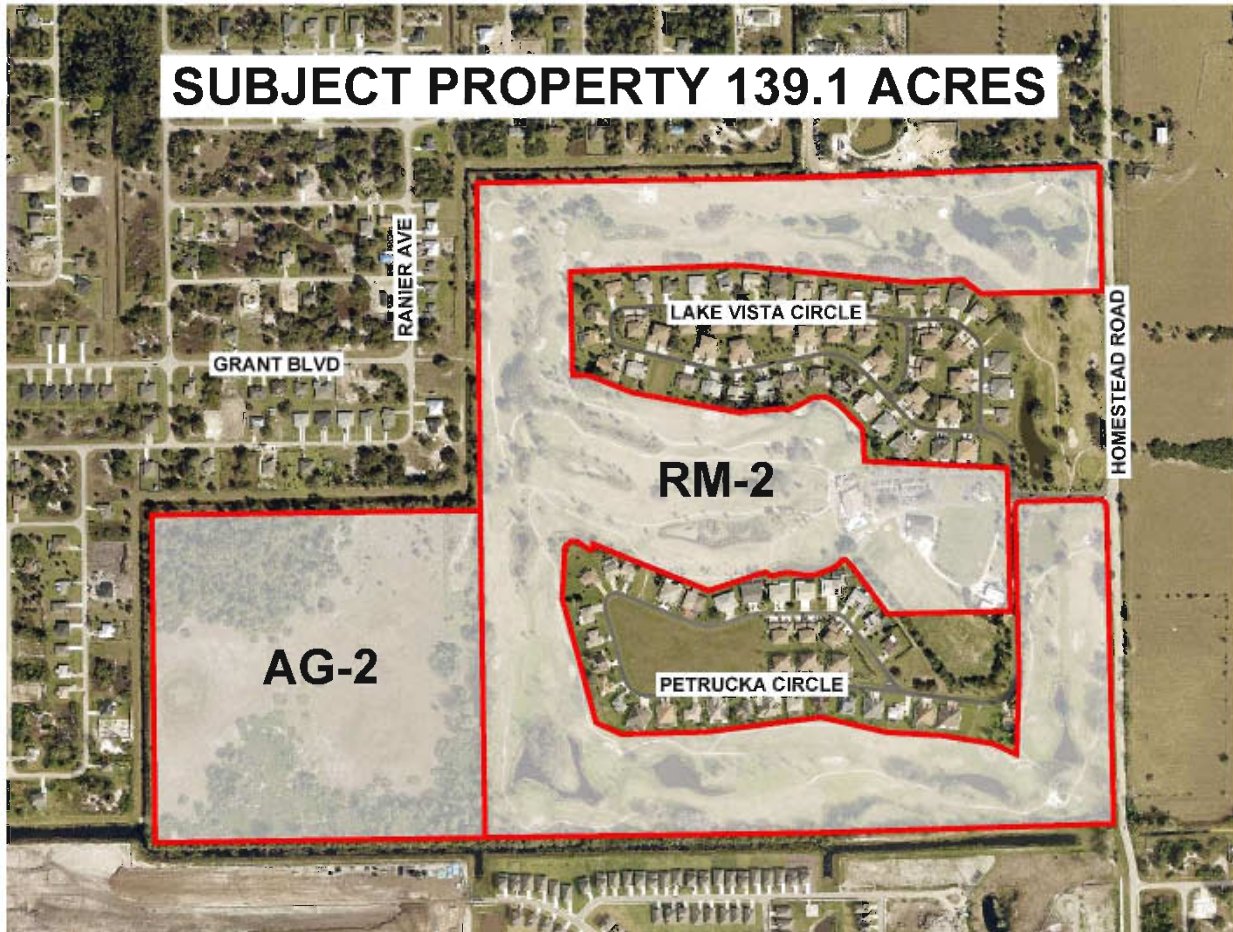 SUBJECT PROPERTY 139.1 ACRES
RANIER AVE
LAKE VISTA CIRCLE
GRANT BLVD
HOMESTEAD ROAD
RM-2
AG-2
PETRUCKA CIRCLE